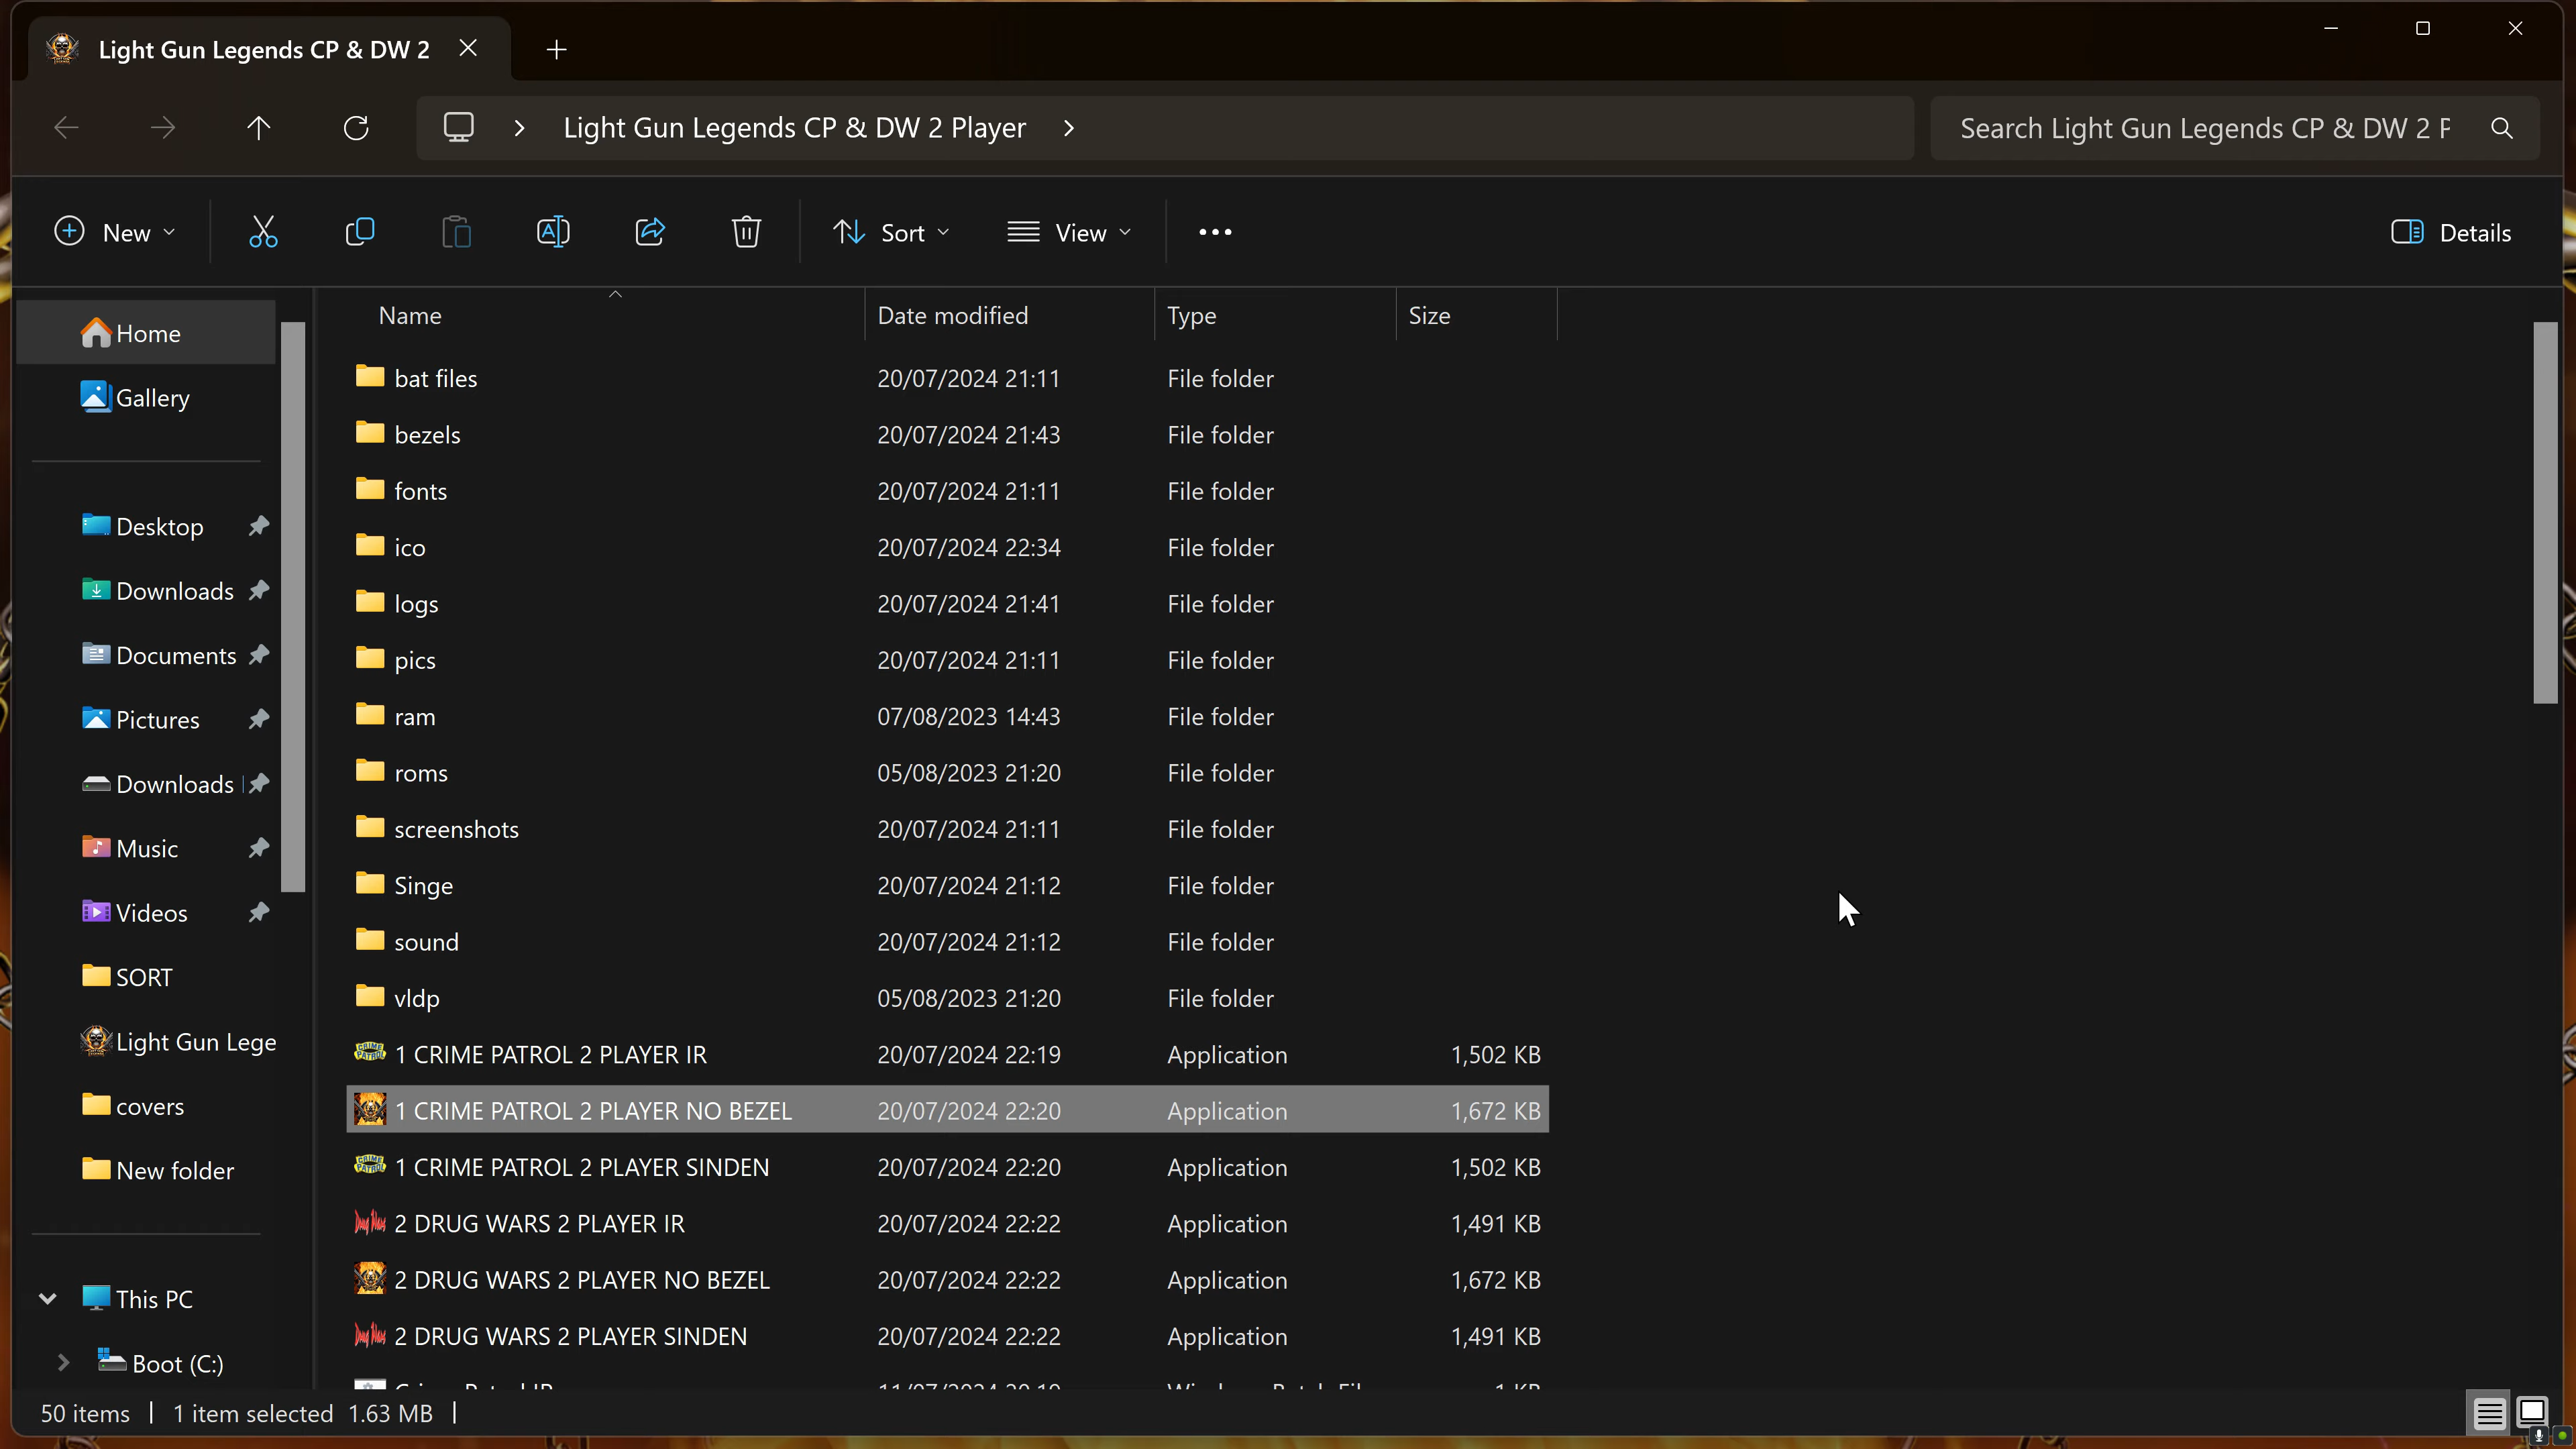 Light Gun Legends CP & DW 2
Light Gun Legends CP & DW 2 Player
Search Light Gun Legends CP & DW 2 P
New
Sort
View
Details
Name Date modified Type Size
Home
Gallery
Desktop
Downloads
Documents
Pictures
Downloads
Music
Videos
SORT
Light Gun Lege
covers
New folder
This PC
Boot (C:)
bat files 20/07/2024 21:11 File folder
bezels 20/07/2024 21:43 File folder
fonts 20/07/2024 21:11 File folder
ico 20/07/2024 22:34 File folder
logs 20/07/2024 21:41 File folder
pics 20/07/2024 21:11 File folder
ram 07/08/2023 14:43 File folder
roms 05/08/2023 21:20 File folder
screenshots 20/07/2024 21:11 File folder
Singe 20/07/2024 21:12 File folder
sound 20/07/2024 21:12 File folder
vldp 05/08/2023 21:20 File folder
1 CRIME PATROL 2 PLAYER IR 20/07/2024 22:19 Application 1,502 KB
1 CRIME PATROL 2 PLAYER NO BEZEL 20/07/2024 22:20 Application 1,672 KB
1 CRIME PATROL 2 PLAYER SINDEN 20/07/2024 22:20 Application 1,502 KB
2 DRUG WARS 2 PLAYER IR 20/07/2024 22:22 Application 1,491 KB
2 DRUG WARS 2 PLAYER NO BEZEL 20/07/2024 22:22 Application 1,672 KB
2 DRUG WARS 2 PLAYER SINDEN 20/07/2024 22:22 Application 1,491 KB
50 items | 1 item selected 1.63 MB |